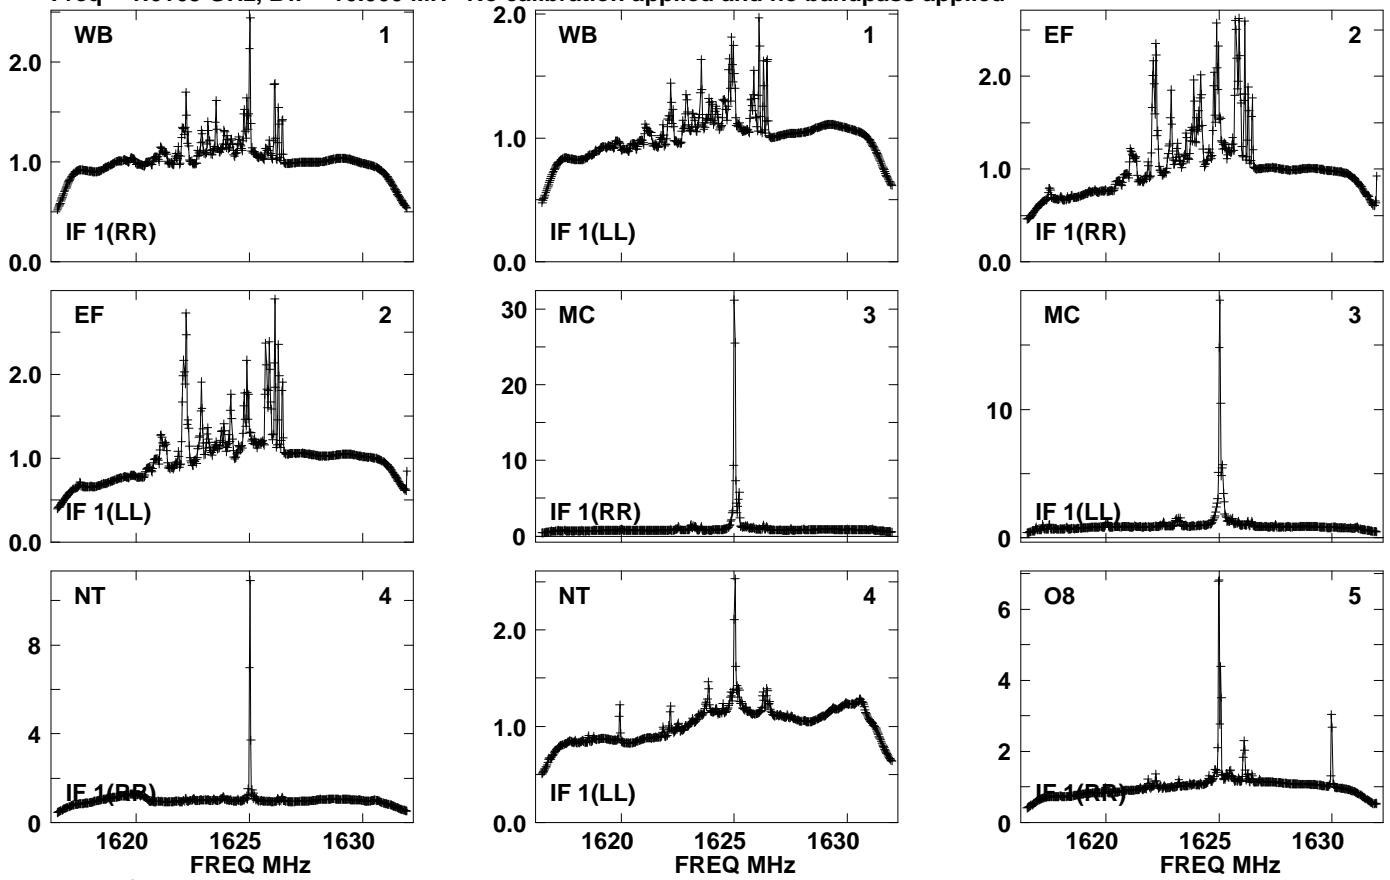 WB 1 WB 1 EF 2
2.0 2.0 2.0
1.0 1.0 1.0
IF 1(RR) IF 1(LL) IF 1(RR)
0.0 0.0 0.0
EF 2 MC 3 MC 3
30
2.0 20 10
1.0 10
IF 1(LL) IF 1(RR) IF 1(LL)
0.0 0 0
NT 4 NT 4 O8 5
8 2.0 6
4 1.0 4
2
IF 1(RR) IF 1(LL) IF 1(RR)
0 0.0 0
1620 1625 1630 1620 1625 1630 1620 1625 1630
FREQ MHz FREQ MHz FREQ MHz